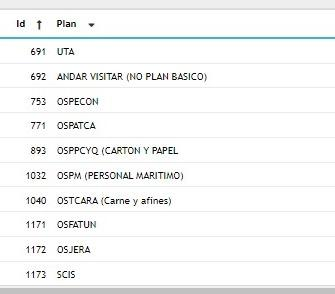 Id ↑ Plan
691 UTA
692 ANDAR VISITAR (NO PLAN BASICO)
753 OSPECON
771 OSPATCA
893 OSPPCYQ (CARTON Y PAPEL
1032 OSPM (PERSONAL MARITIMO)
1040 OSTCARA (Carne y afines)
1171 OSFATUN
1172 OSJERA
1173 SCIS